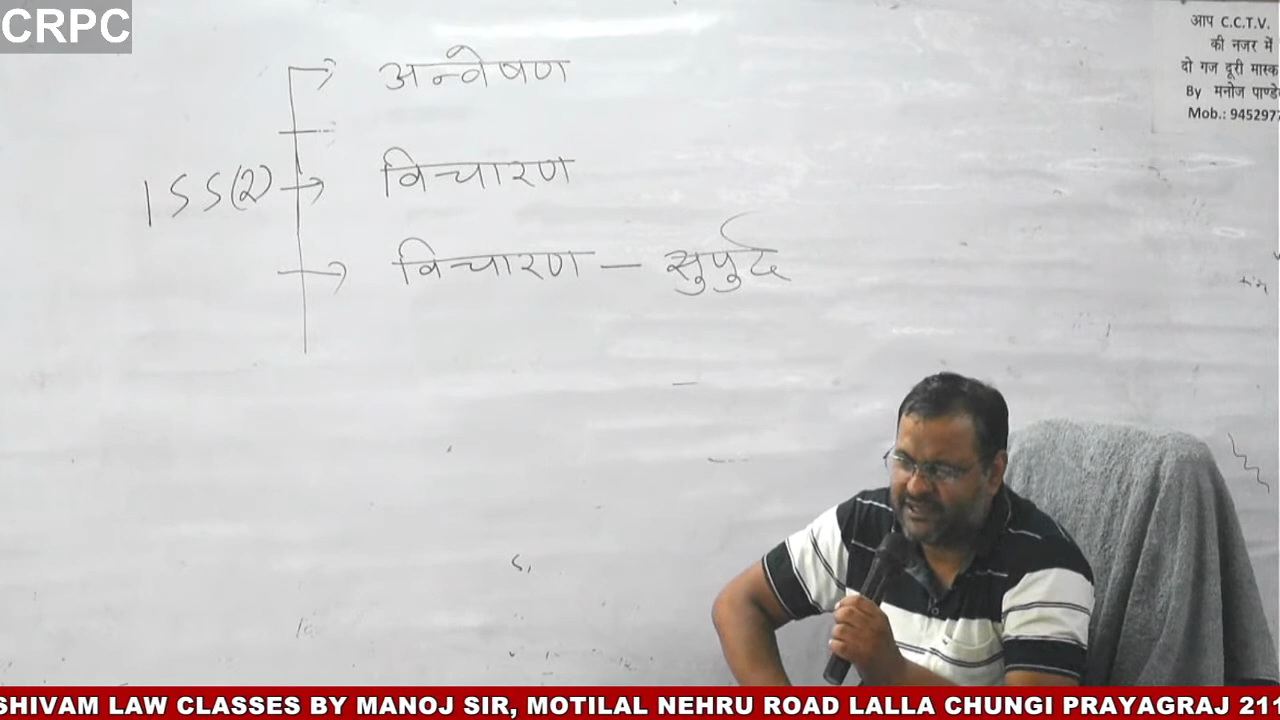 CRPC
आप C.C.T.V.
की नजर में
दो गज दूरी मास्क
By मनोज पाण्डे
Mob.: 945297
अन्वेषण
155(2)
विचारण
विचारण – सुपुर्द
SHIVAM LAW CLASSES BY MANOJ SIR, MOTILAL NEHRU ROAD LALLA CHUNGI PRAYAGRAJ 211